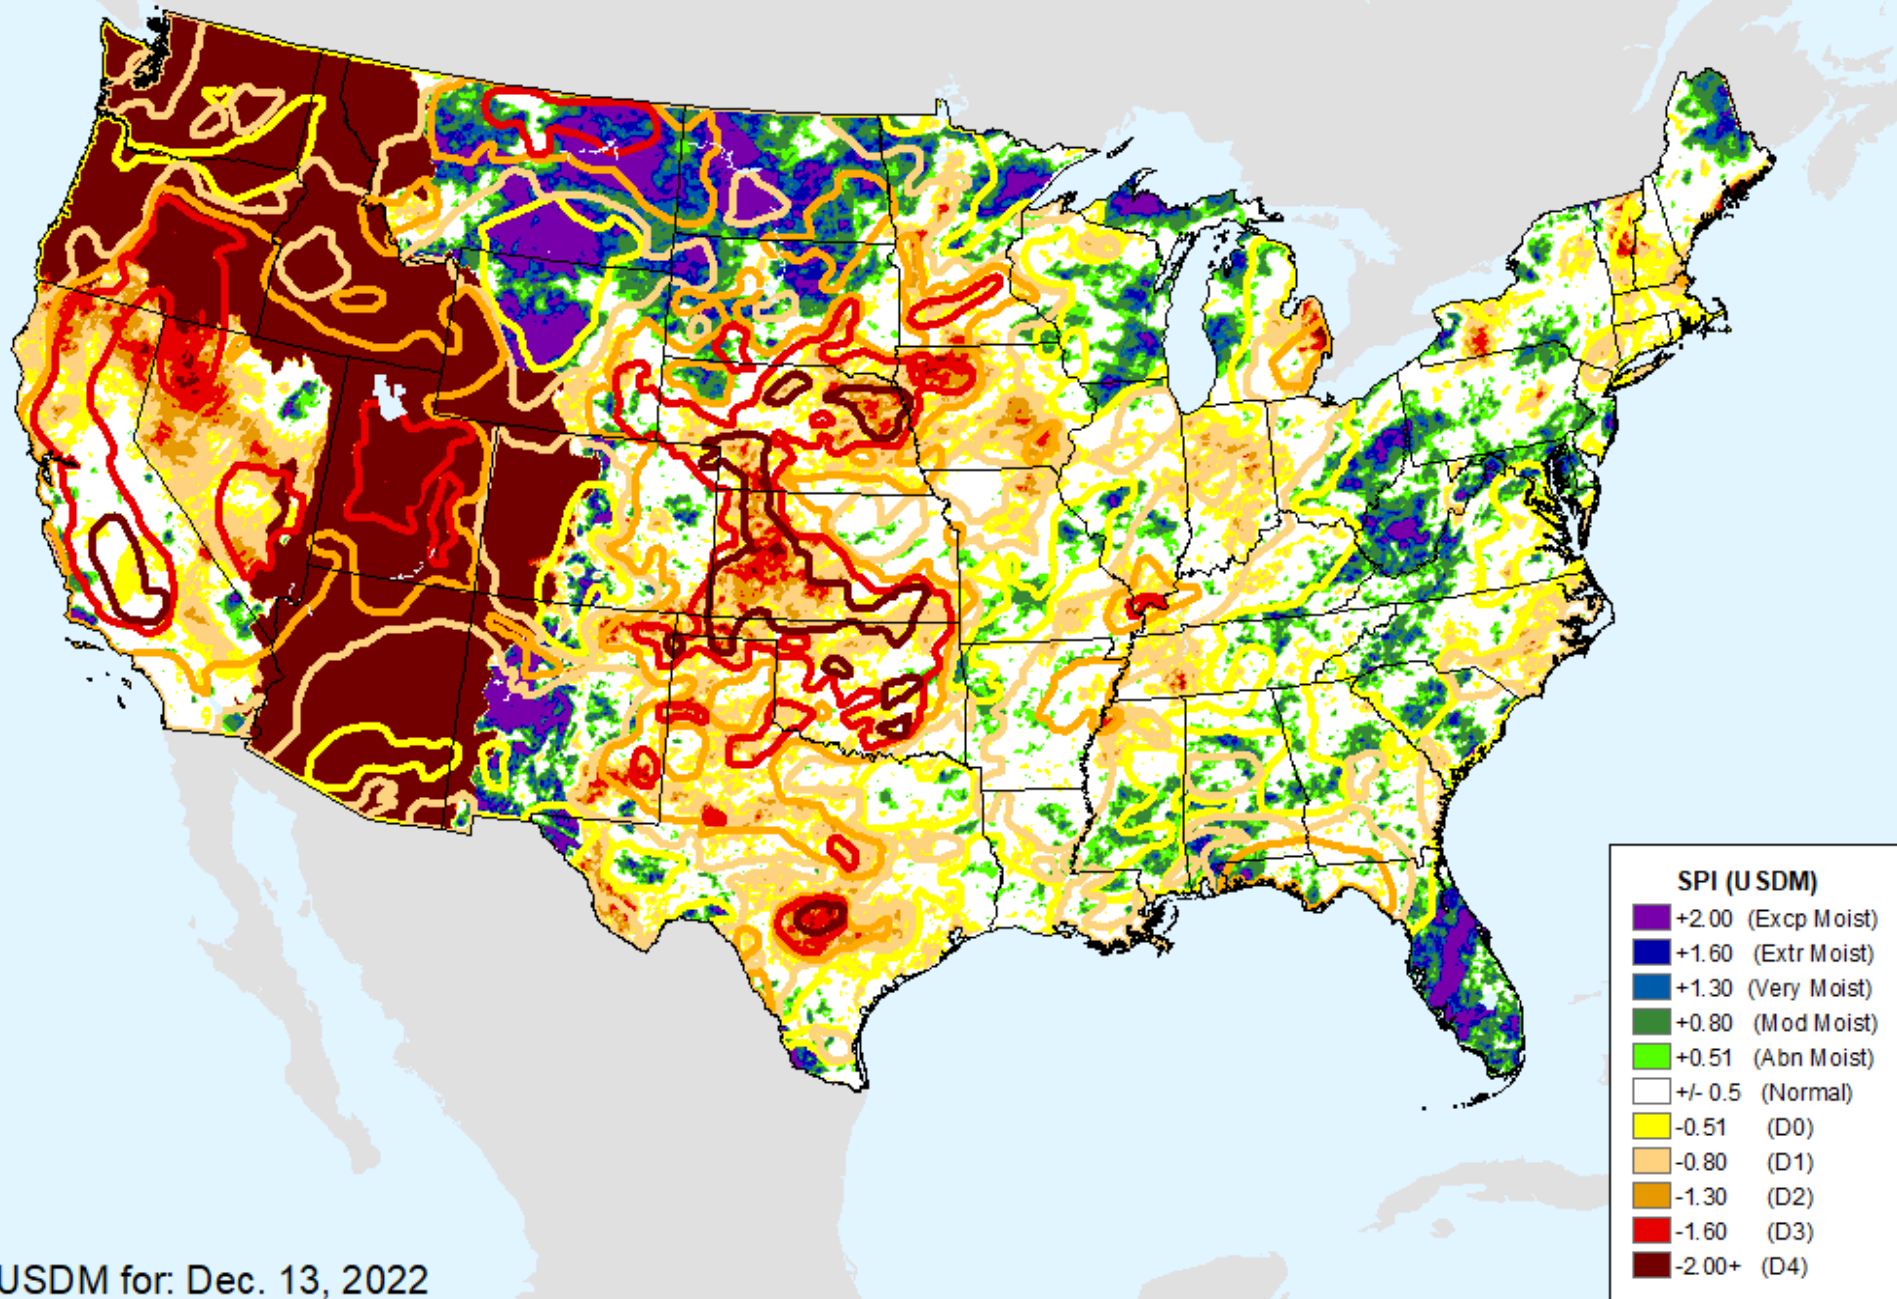 SPI (USDM)
+2.00 (Excp Moist)
+1.60 (Extr Moist)
+1.30 (Very Moist)
+0.80 (Mod Moist)
+0.51 (Abn Moist)
+/- 0.5 (Normal)
-0.51 (D0)
-0.80 (D1)
-1.30 (D2)
-1.60 (D3)
-2.00+ (D4)
USDM for: Dec. 13, 2022